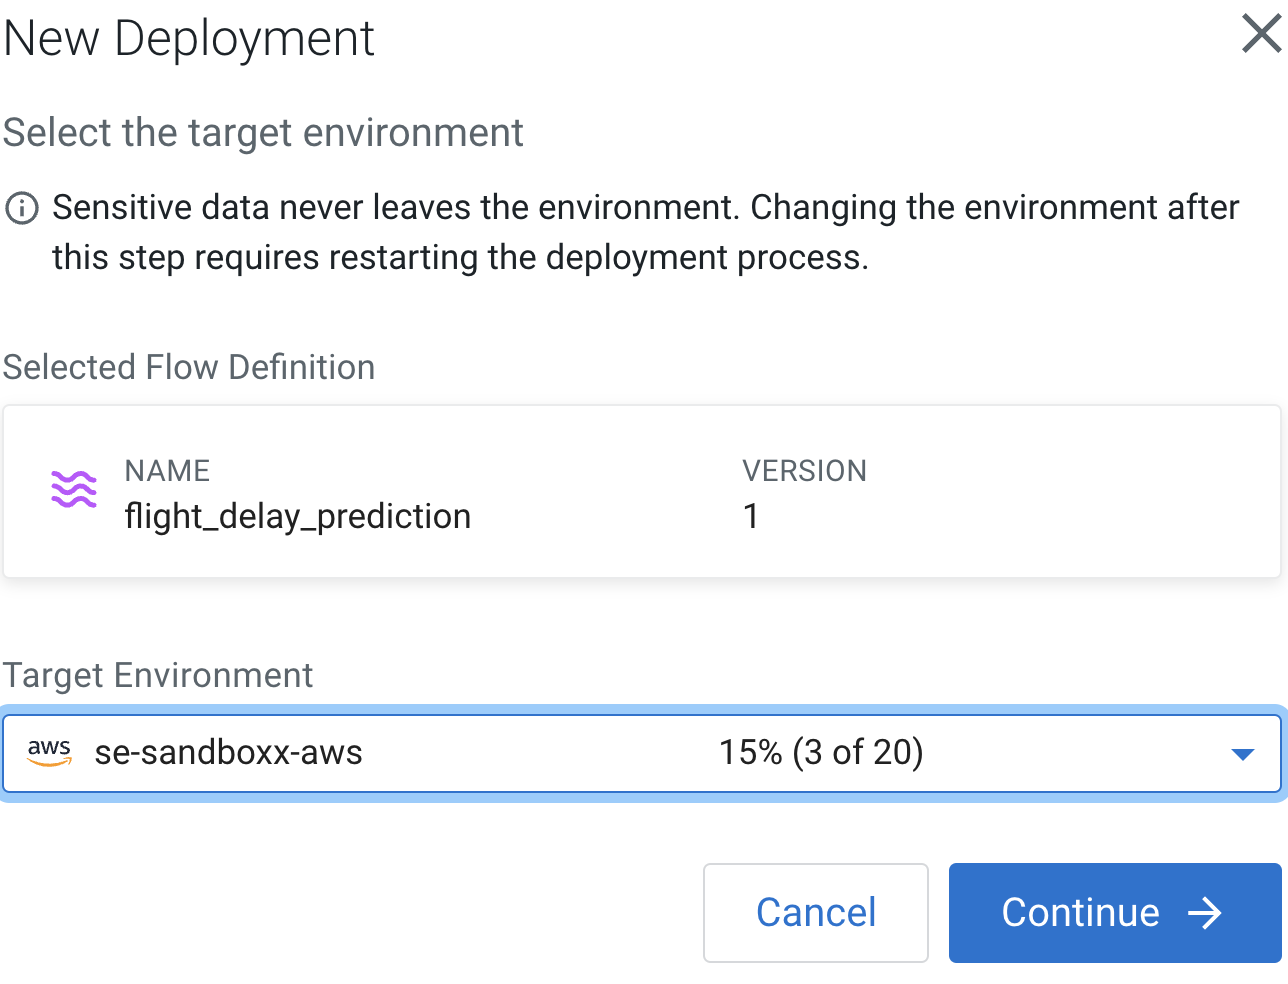 New Deployment
Select the target environment
Sensitive data never leaves the environment. Changing the environment after
this step requires restarting the deployment process.
Selected Flow Definition
NAME VERSION
flight_delay_prediction 1
Target Environment
aws se-sandboxx-aws 15% (3 of 20)
Cancel Continue